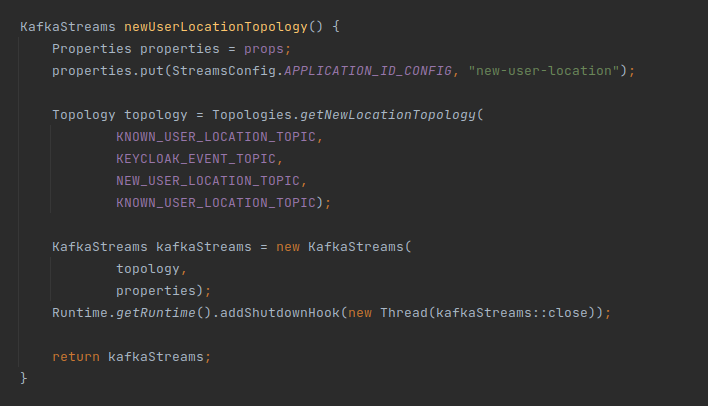 KafkaStreams newUserLocationTopology() {
Properties properties = props;
properties.put(StreamsConfig.APPLICATION_ID_CONFIG, "new-user-location");
Topology topology = Topologies.getNewLocationTopology(
KNOWN_USER_LOCATION_TOPIC,
KEYCLOAK_EVENT_TOPIC,
NEW_USER_LOCATION_TOPIC,
KNOWN_USER_LOCATION_TOPIC);
KafkaStreams kafkaStreams = new KafkaStreams(
topology,
properties);
Runtime.getRuntime().addShutdownHook(new Thread(kafkaStreams::close));
return kafkaStreams;
}